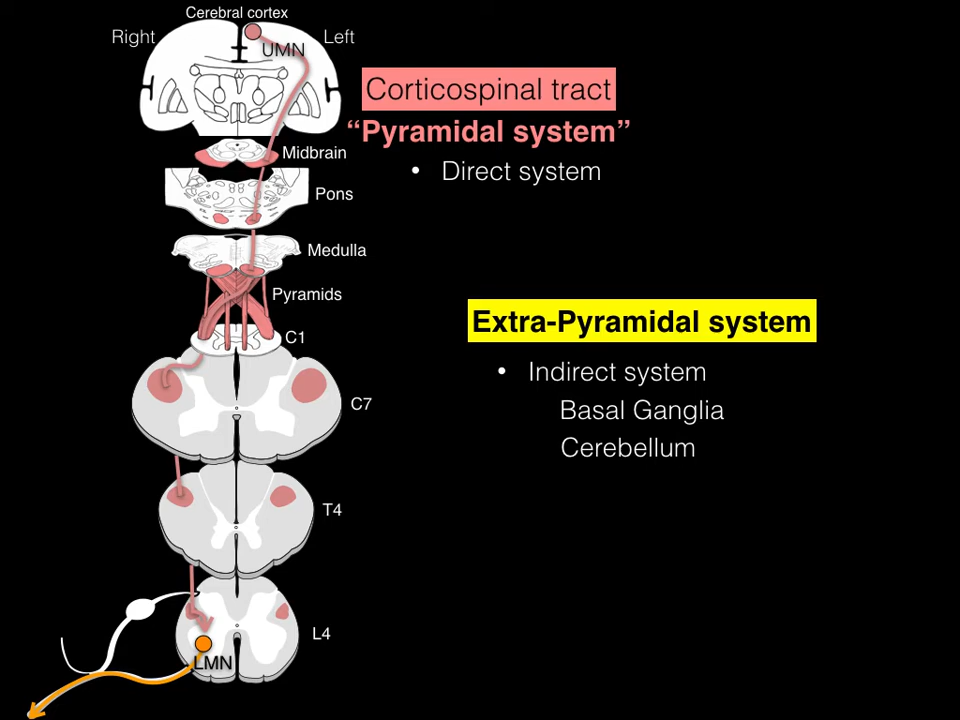 Cerebral cortex
Right
Left
UMN
Corticospinal tract
“Pyramidal system”
Midbrain
• Direct system
Pons
Medulla
Pyramids
Extra-Pyramidal system
C1
• Indirect system
C7
Basal Ganglia
Cerebellum
T4
L4
LMN